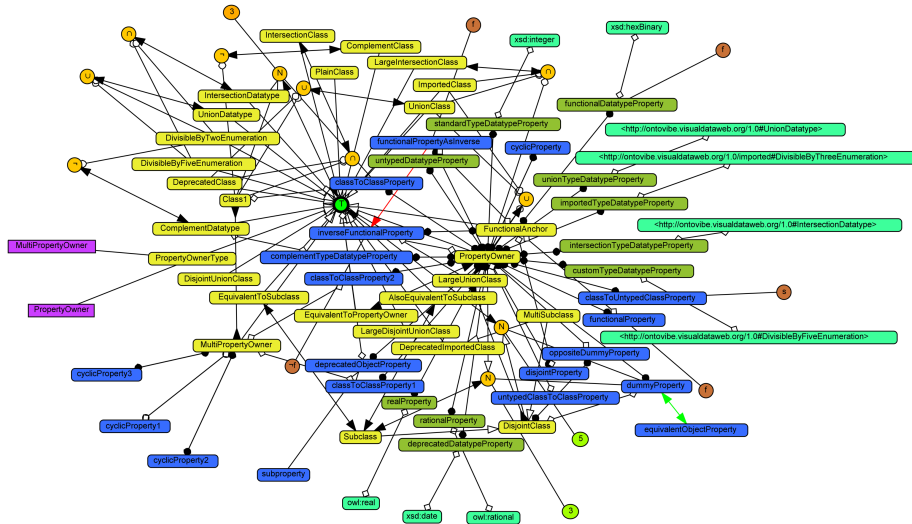 3
f
∩
IntersectionClass
xsd:integer
xsd:hexBinary
¬
ComplementClass
f
LargeIntersectionClass
∪
N
PlainClass
∩
ImportedClass
∪
IntersectionDatatype
UnionClass
functionalDatatypeProperty
UnionDatatype
standardTypeDatatypeProperty
<http://ontovibe.visualdataweb.org/1.0#UnionDatatype>
DivisibleByTwoEnumeration
functionalPropertyAsInverse
cyclicProperty
¬
DivisibleByFiveEnumeration
∩
untypedDatatypeProperty
<http://ontovibe.visualdataweb.org/1.0/imported#DivisibleByThreeEnumeration>
DeprecatedClass
classToClassProperty
unionTypeDatatypeProperty
Class1
T
∪
importedTypeDatatypeProperty
ComplementDatatype
inverseFunctionalProperty
FunctionalAnchor
<http://ontovibe.visualdataweb.org/1.0#IntersectionDatatype>
MultiPropertyOwner
PropertyOwnerType
complementTypeDatatypeProperty
PropertyOwner
intersectionTypeDatatypeProperty
DisjointUnionClass
classToClassProperty2
LargeUnionClass
customTypeDatatypeProperty
PropertyOwner
EquivalentToSubclass
AlsoEquivalentToSubclass
classToUntypedClassProperty
s
EquivalentToPropertyOwner
MultiSubclass
functionalProperty
LargeDisjointUnionClass
N
<http://ontovibe.visualdataweb.org/1.0#DivisibleByFiveEnumeration>
MultiPropertyOwner
DeprecatedImportedClass
oppositeDummyProperty
cyclicProperty3
deprecatedObjectProperty
disjointProperty
classToClassProperty1
N
dummyProperty
f
realProperty
untypedClassToClassProperty
cyclicProperty1
rationalProperty
DisjointClass
equivalentObjectProperty
Subclass
deprecatedDatatypeProperty
5
cyclicProperty2
subproperty
owl:real
xsd:date
owl:rational
3